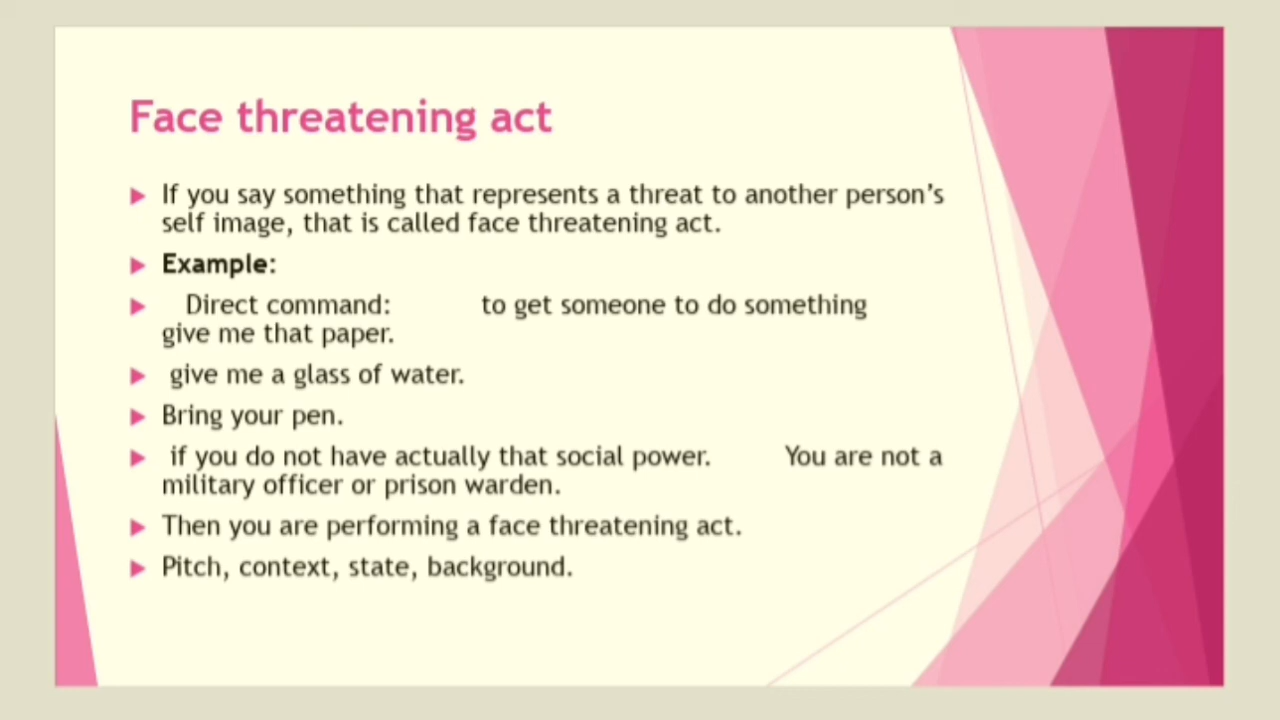 Face threatening act
If you say something that represents a threat to another person's
self image, that is called face threatening act.
Example:
Direct command: to get someone to do something
give me that paper.
give me a glass of water.
Bring your pen.
if you do not have actually that social power. You are not a
military officer or prison warden.
Then you are performing a face threatening act.
Pitch, context, state, background.